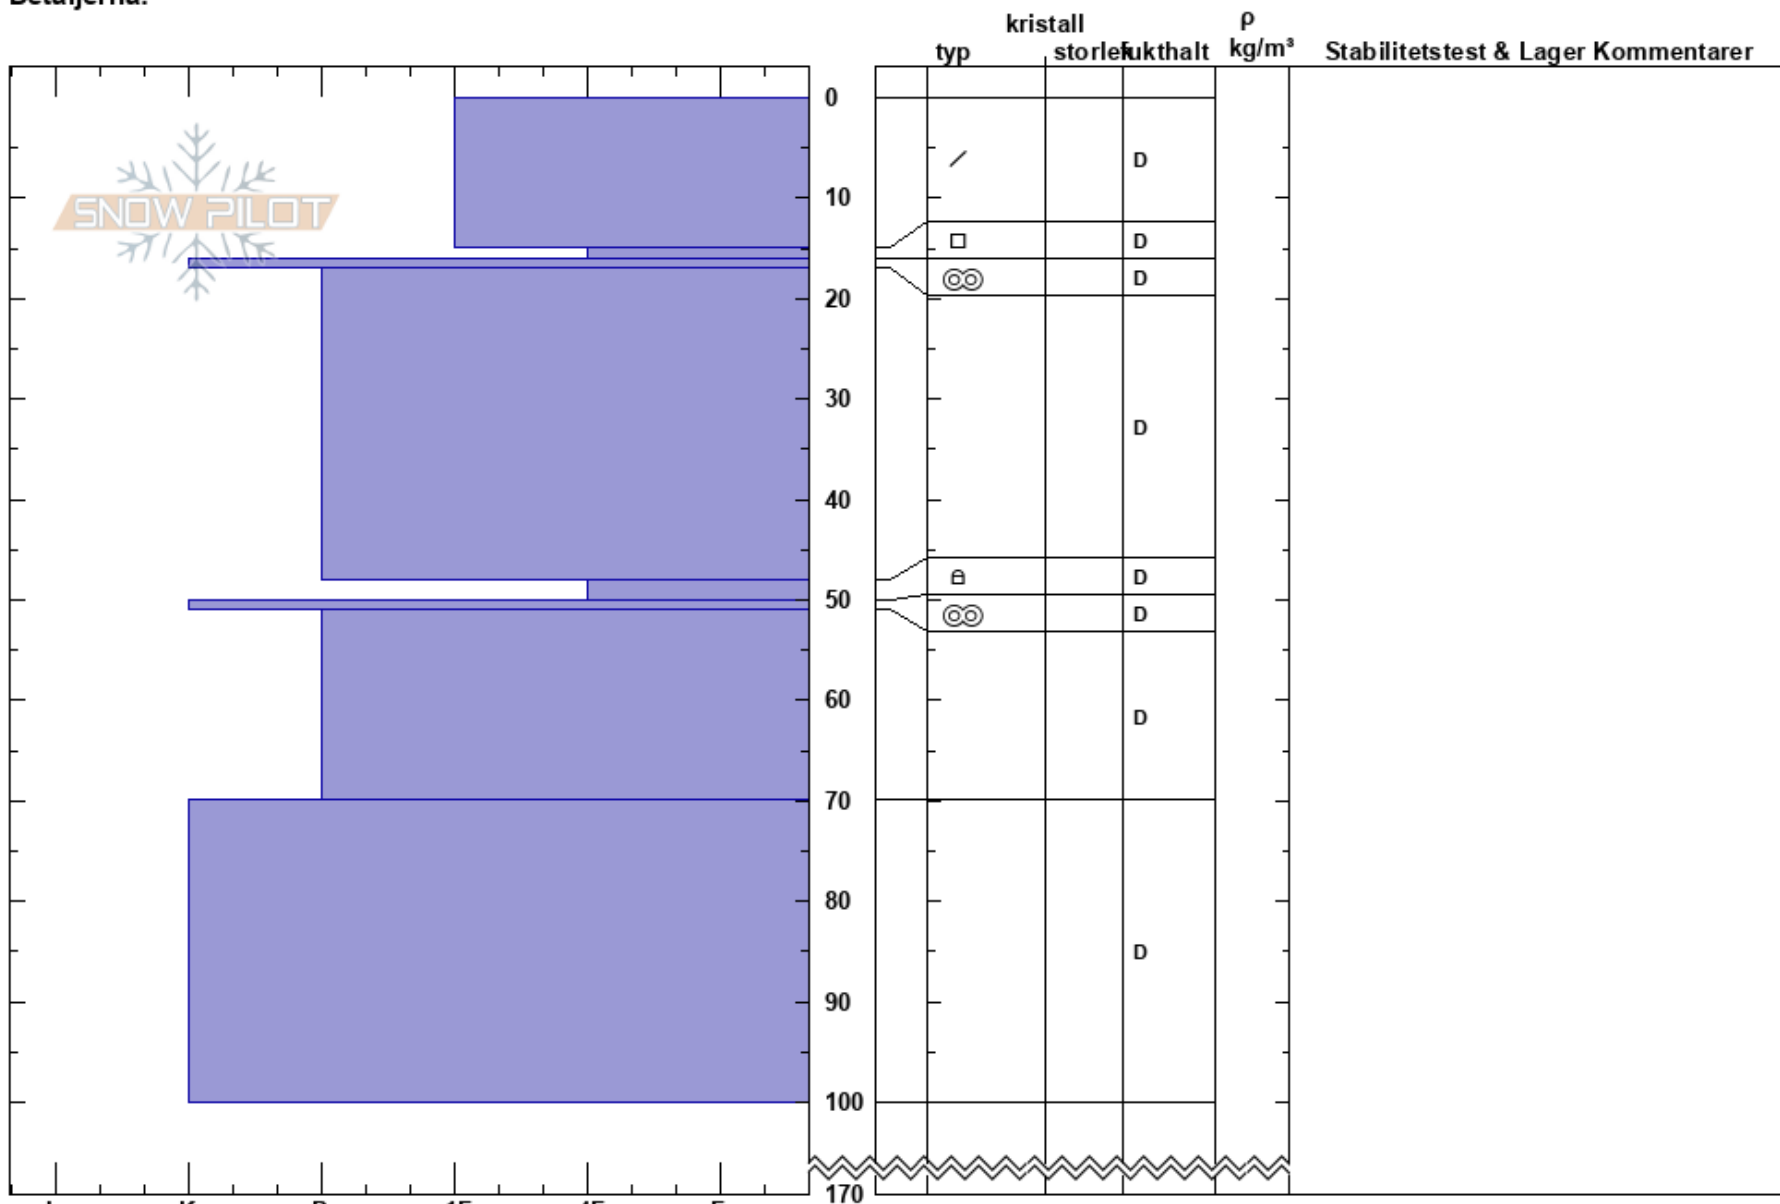 kristall
ρ
typ
storlek
fukthalt
kg/m³
Stabilitetstest & Lager Kommentarer
SNOW PILOT
0
D
10
D
D
20
30
D
40
D
50
D
60
D
70
80
D
90
100
170